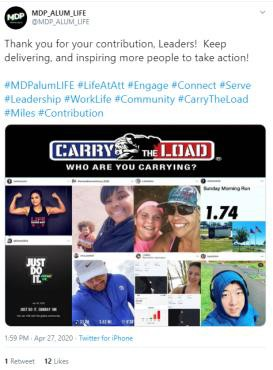 MDP
MDP_ALUM_LIFE
@MDP_ALUM_LIFE
Thank you for your contribution, Leaders! Keep
delivering, and inspiring more people to take action!
#MDPalumLIFE #LifeAtAtt #Engage #Connect #Serve
#Leadership #WorkLife #Community #CarryTheLoad
#Miles #Contribution
CARRY THE LOAD
WHO ARE YOU CARRYING?
Sunday Morning Run
1.74
JUST
DO
IT.
1:59 PM · Apr 27, 2020 · Twitter for iPhone
1 Retweet 12 Likes